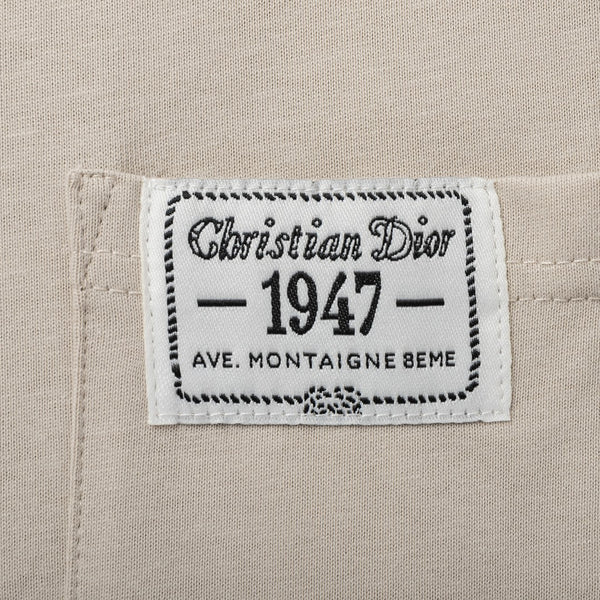 Christian Dior
— 1947 —
AVE. MONTAIGNE 8EME